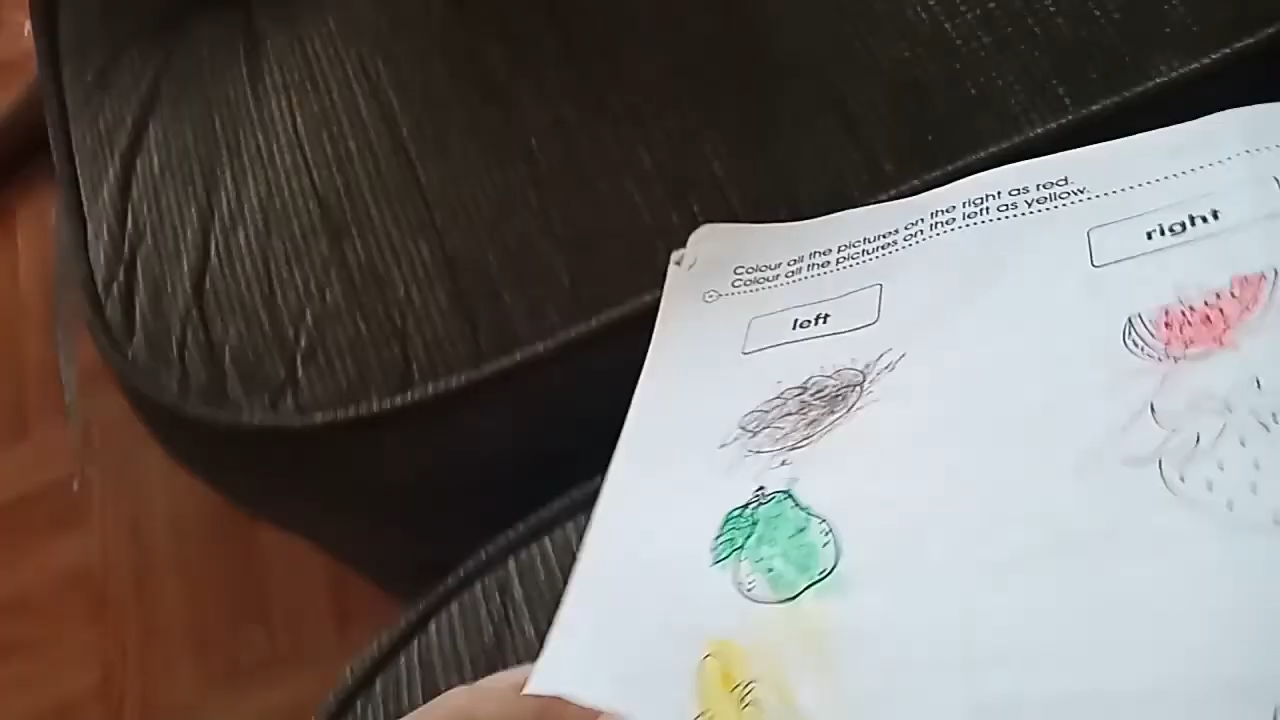 Colour all the pictures on the right as red.
Colour all the pictures on the left as yellow.
left
right